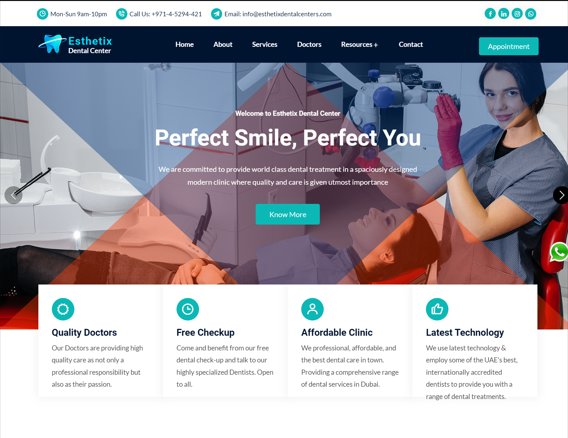 Mon-Sun 9am-10pm Call Us: +971-4-5294-421 Email: info@esthetixdentalcenters.com
Esthetix
Dental Center
Home About Services Doctors Resources + Contact
Appointment
Welcome to Esthetix Dental Center
Perfect Smile, Perfect You
We are committed to provide world class dental treatment in a spaciously designed
modern clinic where quality and care is given utmost importance
Know More
Quality Doctors
Our Doctors are providing high
quality care as not only a
professional responsibility but
also as their passion.
Free Checkup
Come and benefit from our free
dental check-up and talk to our
highly specialized Dentists. Open
to all.
Affordable Clinic
We professional, affordable, and
the best dental care in town.
Providing a comprehensive range
of dental services in Dubai.
Latest Technology
We use latest technology &
employ some of the UAE's best,
internationally accredited
dentists to provide you with a
range of dental treatments.